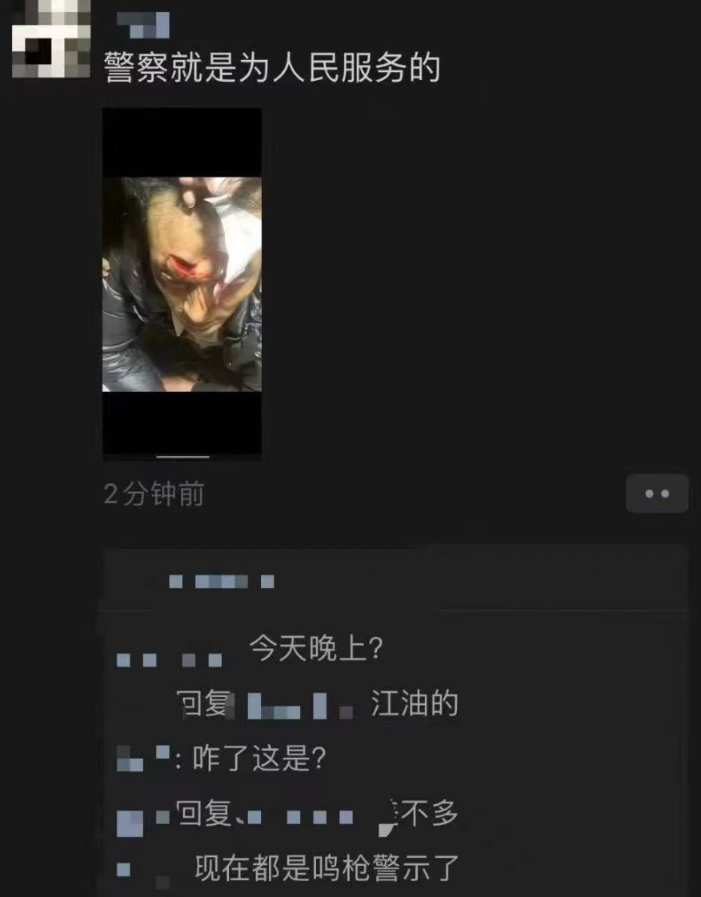 警察就是为人民服务的
2分钟前
今天晚上?
回复 江油的
: 咋了这是?
回复、 不多
现在都是鸣枪警示了